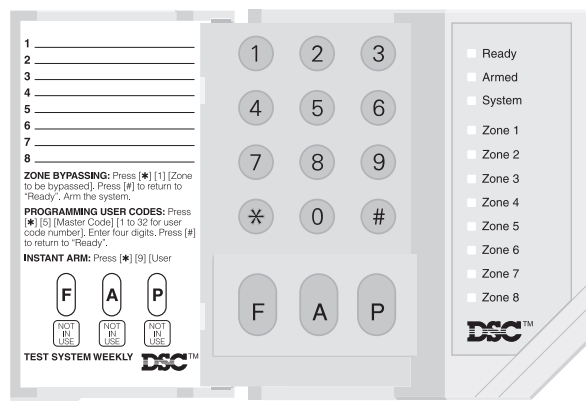 1
2
3
4
5
6
7
8
ZONE BYPASSING: Press [✱] [1] [Zone
to be bypassed]. Press [#] to return to
"Ready". Arm the system.
PROGRAMMING USER CODES: Press
[✱] [5] [Master Code] [1 to 32 for user
code number]. Enter four digits. Press [#]
to return to "Ready".
INSTANT ARM: Press [✱] [9] [User
F A P
NOT IN USE NOT IN USE NOT IN USE
TEST SYSTEM WEEKLY DSC™
1 2 3
4 5 6
7 8 9
✱ 0 #
F A P
Ready
Armed
System
Zone 1
Zone 2
Zone 3
Zone 4
Zone 5
Zone 6
Zone 7
Zone 8
DSC™